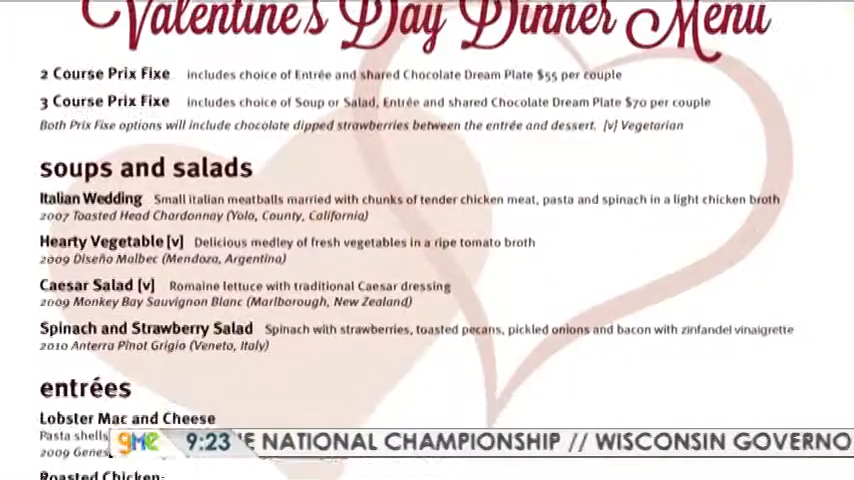 Valentine's Day Dinner Menu
2 Course Prix Fixe includes choice of Entrée and shared Chocolate Dream Plate $55 per couple
3 Course Prix Fixe includes choice of Soup or Salad, Entrée and shared Chocolate Dream Plate $70 per couple
Both Prix Fixe options will include chocolate dipped strawberries between the entrée and dessert. [v] Vegetarian
soups and salads
Italian Wedding Small italian meatballs married with chunks of tender chicken meat, pasta and spinach in a light chicken broth
2007 Toasted Head Chardonnay (Yolo, County, California)
Hearty Vegetable [v] Delicious medley of fresh vegetables in a ripe tomato broth
2009 Diseño Malbec (Mendoza, Argentina)
Caesar Salad [v] Romaine lettuce with traditional Caesar dressing
2009 Monkey Bay Sauvignon Blanc (Marlborough, New Zealand)
Spinach and Strawberry Salad Spinach with strawberries, toasted pecans, pickled onions and bacon with zinfandel vinaigrette
2010 Anterra Pinot Grigio (Veneto, Italy)
entrées
Lobster Mac and Cheese
Pasta shells
gme 9:23 E NATIONAL CHAMPIONSHIP // WISCONSIN GOVERNO
2009 Genes
Roasted Chicken